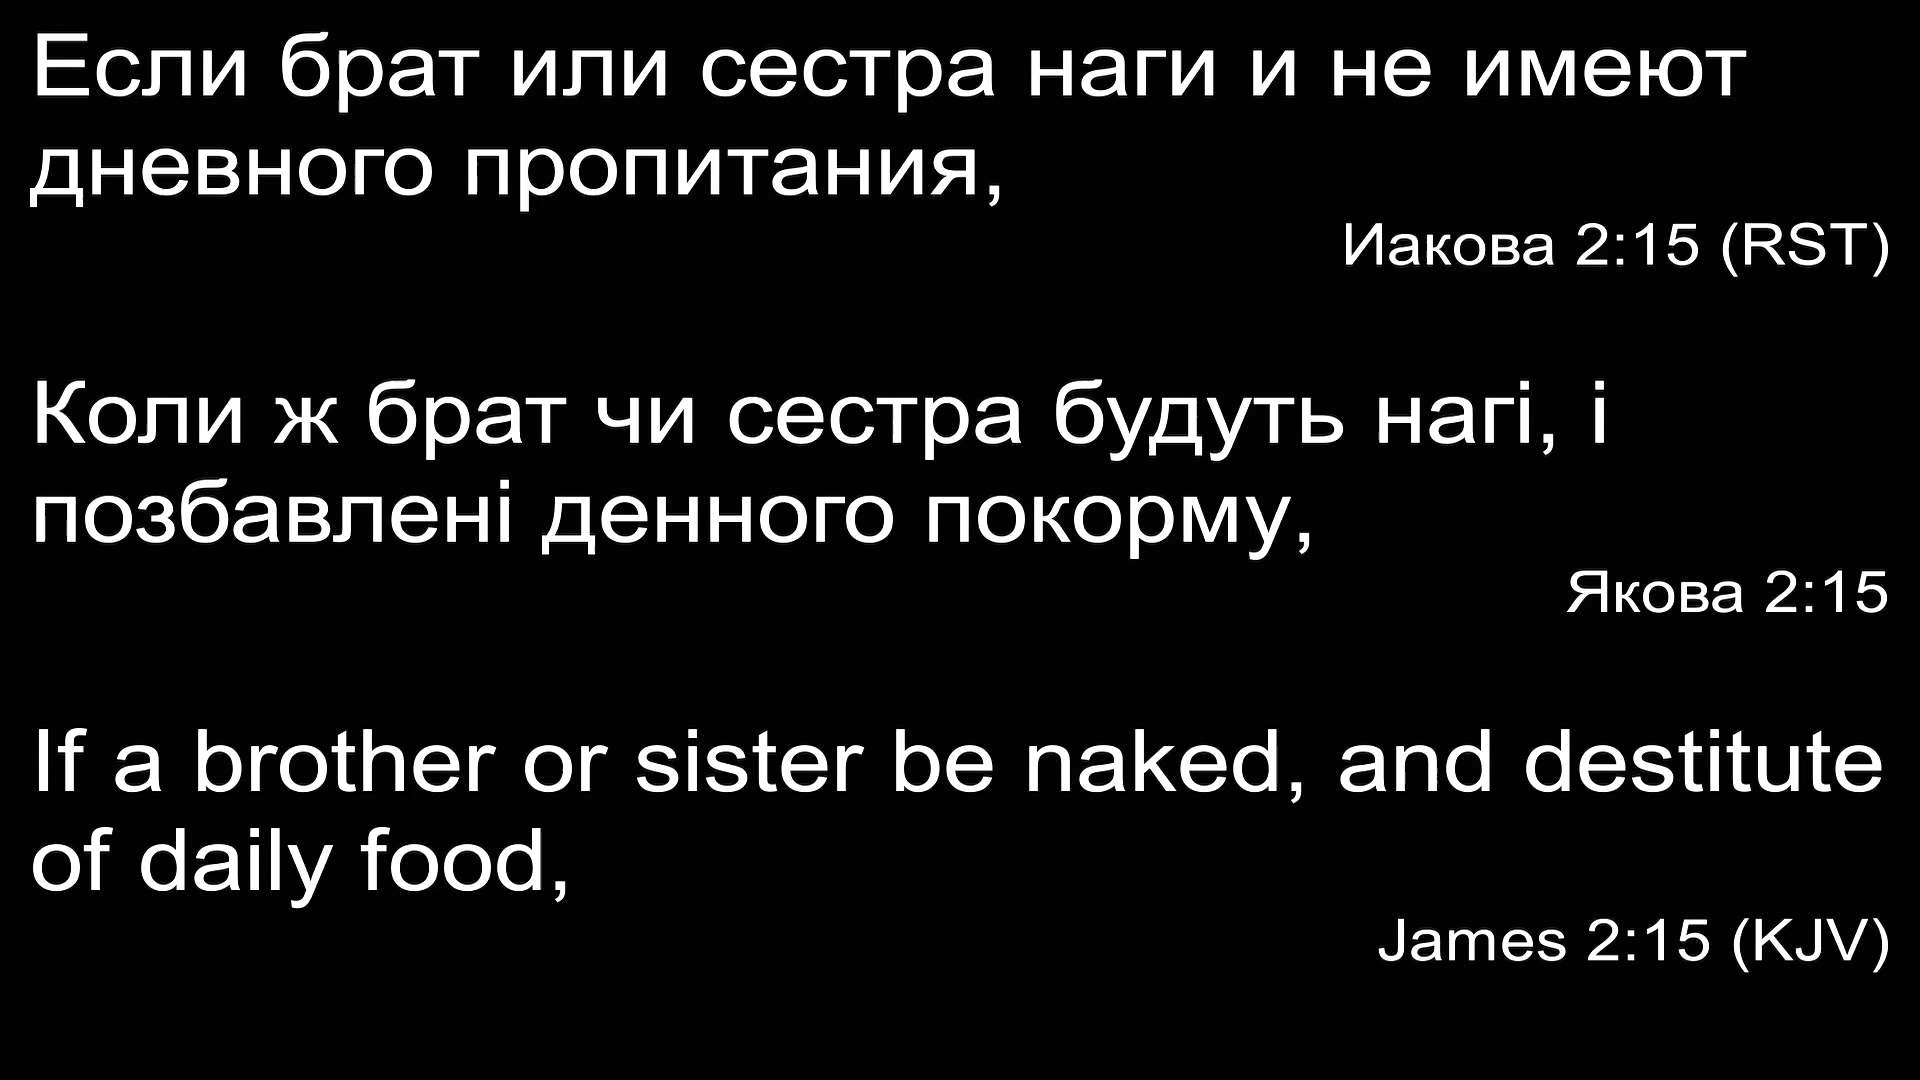 Если брат или сестра наги и не имеют
дневного пропитания,
Иакова 2:15 (RST)
Коли ж брат чи сестра будуть нагі, і
позбавлені денного покорму,
Якова 2:15
If a brother or sister be naked, and destitute
of daily food,
James 2:15 (KJV)